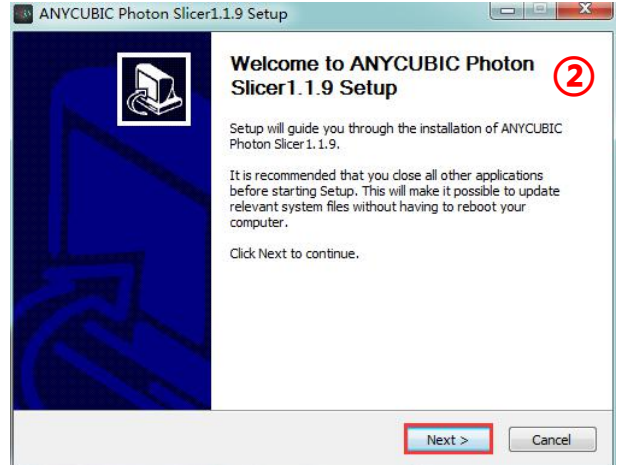 ANYCUBIC Photon Slicer1.1.9 Setup
Welcome to ANYCUBIC Photon
Slicer1.1.9 Setup
②
Setup will guide you through the installation of ANYCUBIC
Photon Slicer1.1.9.
It is recommended that you close all other applications
before starting Setup. This will make it possible to update
relevant system files without having to reboot your
computer.
Click Next to continue.
Next >
Cancel